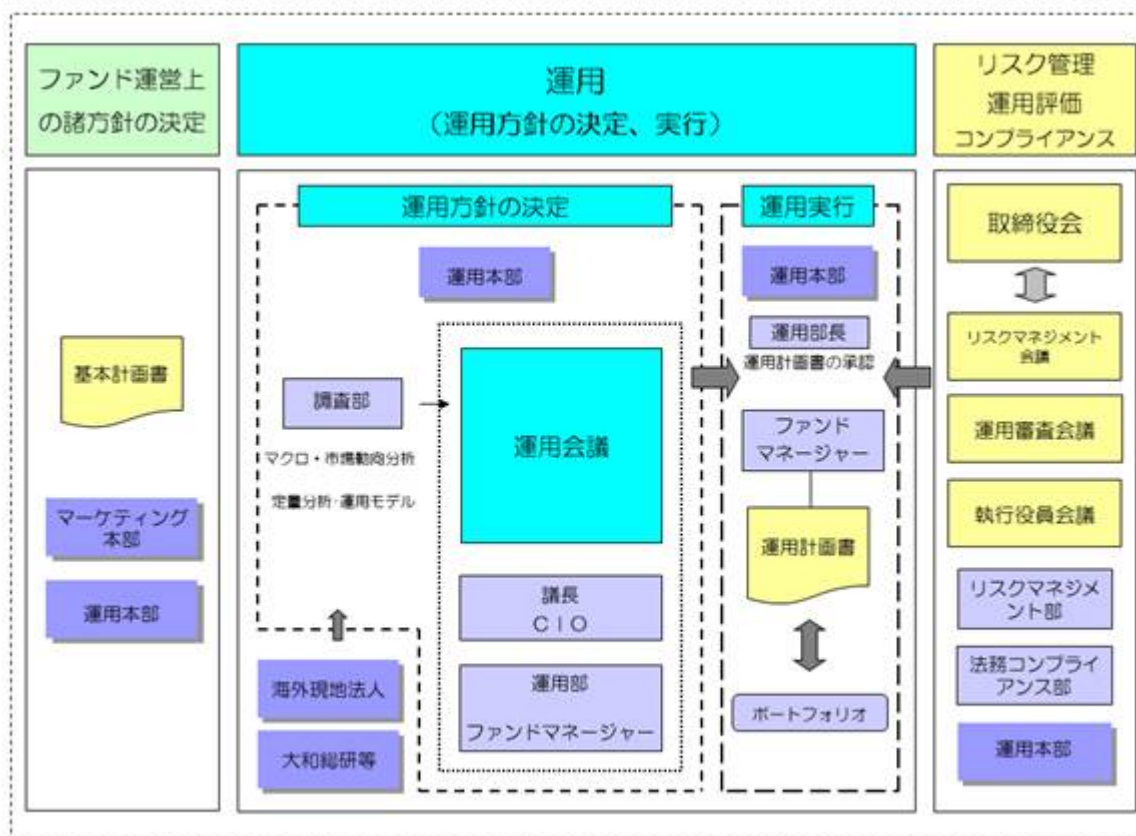 ファンド運営上
の諸方針の決定
運用
（運用方針の決定、実行）
リスク管理
運用評価
コンプライアンス
基本計画書
マーケティング
本部
運用本部
運用方針の決定
運用本部
調査部
マクロ・市場動向分析
定量分析・運用モデル
運用会議
議長
ＣＩＯ
運用部
ファンドマネージャー
海外現地法人
大和総研等
運用実行
運用本部
運用部長
運用計画書の承認
ファンド
マネージャー
運用計画書
ポートフォリオ
取締役会
リスクマネジメント
会議
運用審査会議
執行役員会議
リスクマネジメ
ント部
法務コンプライ
アンス部
運用本部